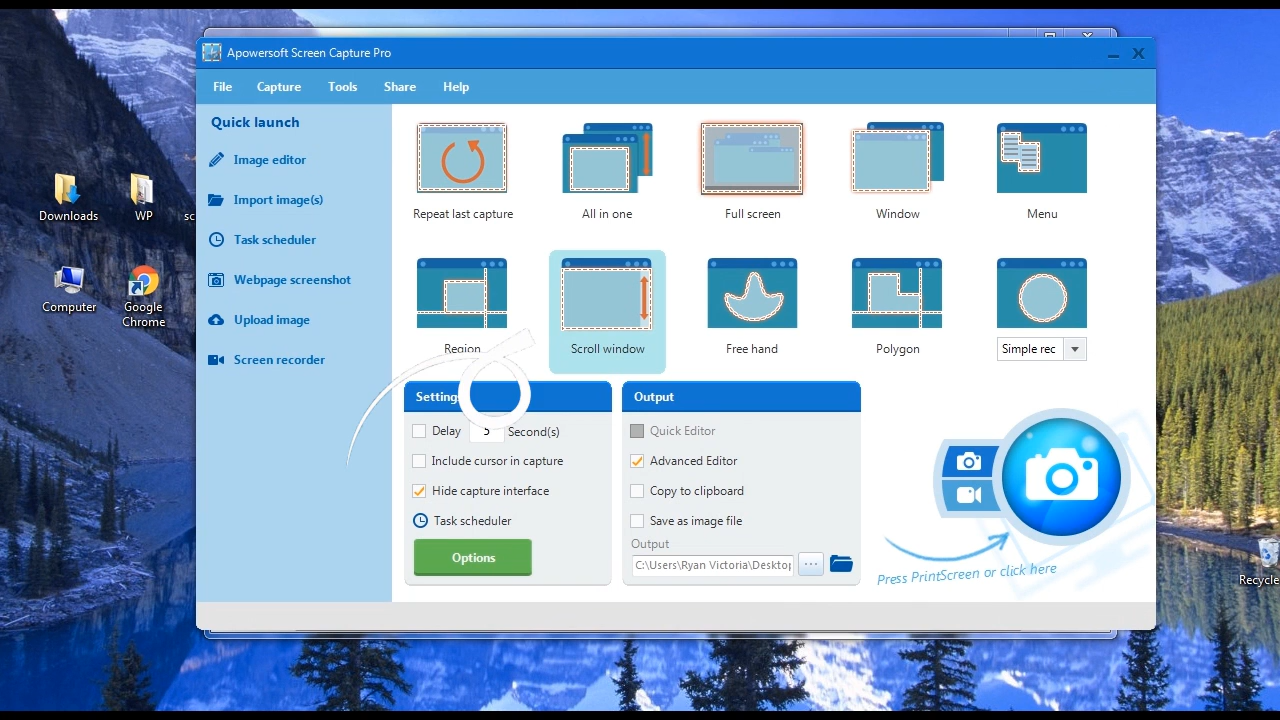 Apowersoft Screen Capture Pro
File Capture Tools Share Help
Quick launch
Image editor
Import image(s)
Task scheduler
Webpage screenshot
Upload image
Screen recorder
Repeat last capture
All in one
Full screen
Window
Menu
Region
Scroll window
Free hand
Polygon
Simple rec
Delay 5 Second(s)
Include cursor in capture
Hide capture interface
Task scheduler
Options
Output
Quick Editor
Advanced Editor
Copy to clipboard
Save as image file
Output
C:\Users\Ryan Victoria\Desktop
...
Press PrintScreen or click here
Downloads
WP
sc
Computer
Google
Chrome
Recycle